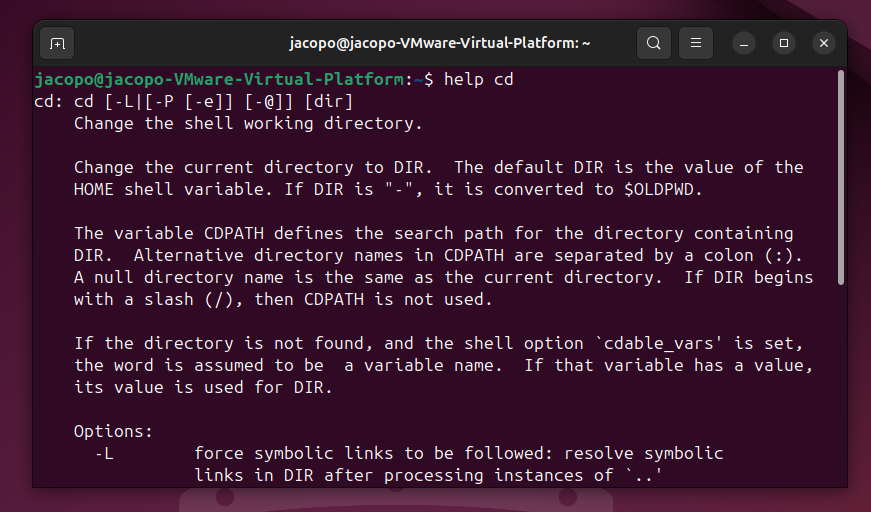 jacopo@jacopo-VMware-Virtual-Platform: ~
jacopo@jacopo-VMware-Virtual-Platform:~$ help cd
cd: cd [-L|[-P [-e]] [-@]] [dir]
    Change the shell working directory.

    Change the current directory to DIR.  The default DIR is the value of the
    HOME shell variable. If DIR is "-", it is converted to $OLDPWD.

    The variable CDPATH defines the search path for the directory containing
    DIR.  Alternative directory names in CDPATH are separated by a colon (:).
    A null directory name is the same as the current directory.  If DIR begins
    with a slash (/), then CDPATH is not used.

    If the directory is not found, and the shell option `cdable_vars' is set,
    the word is assumed to be  a variable name.  If that variable has a value,
    its value is used for DIR.

    Options:
      -L        force symbolic links to be followed: resolve symbolic
                links in DIR after processing instances of `..'